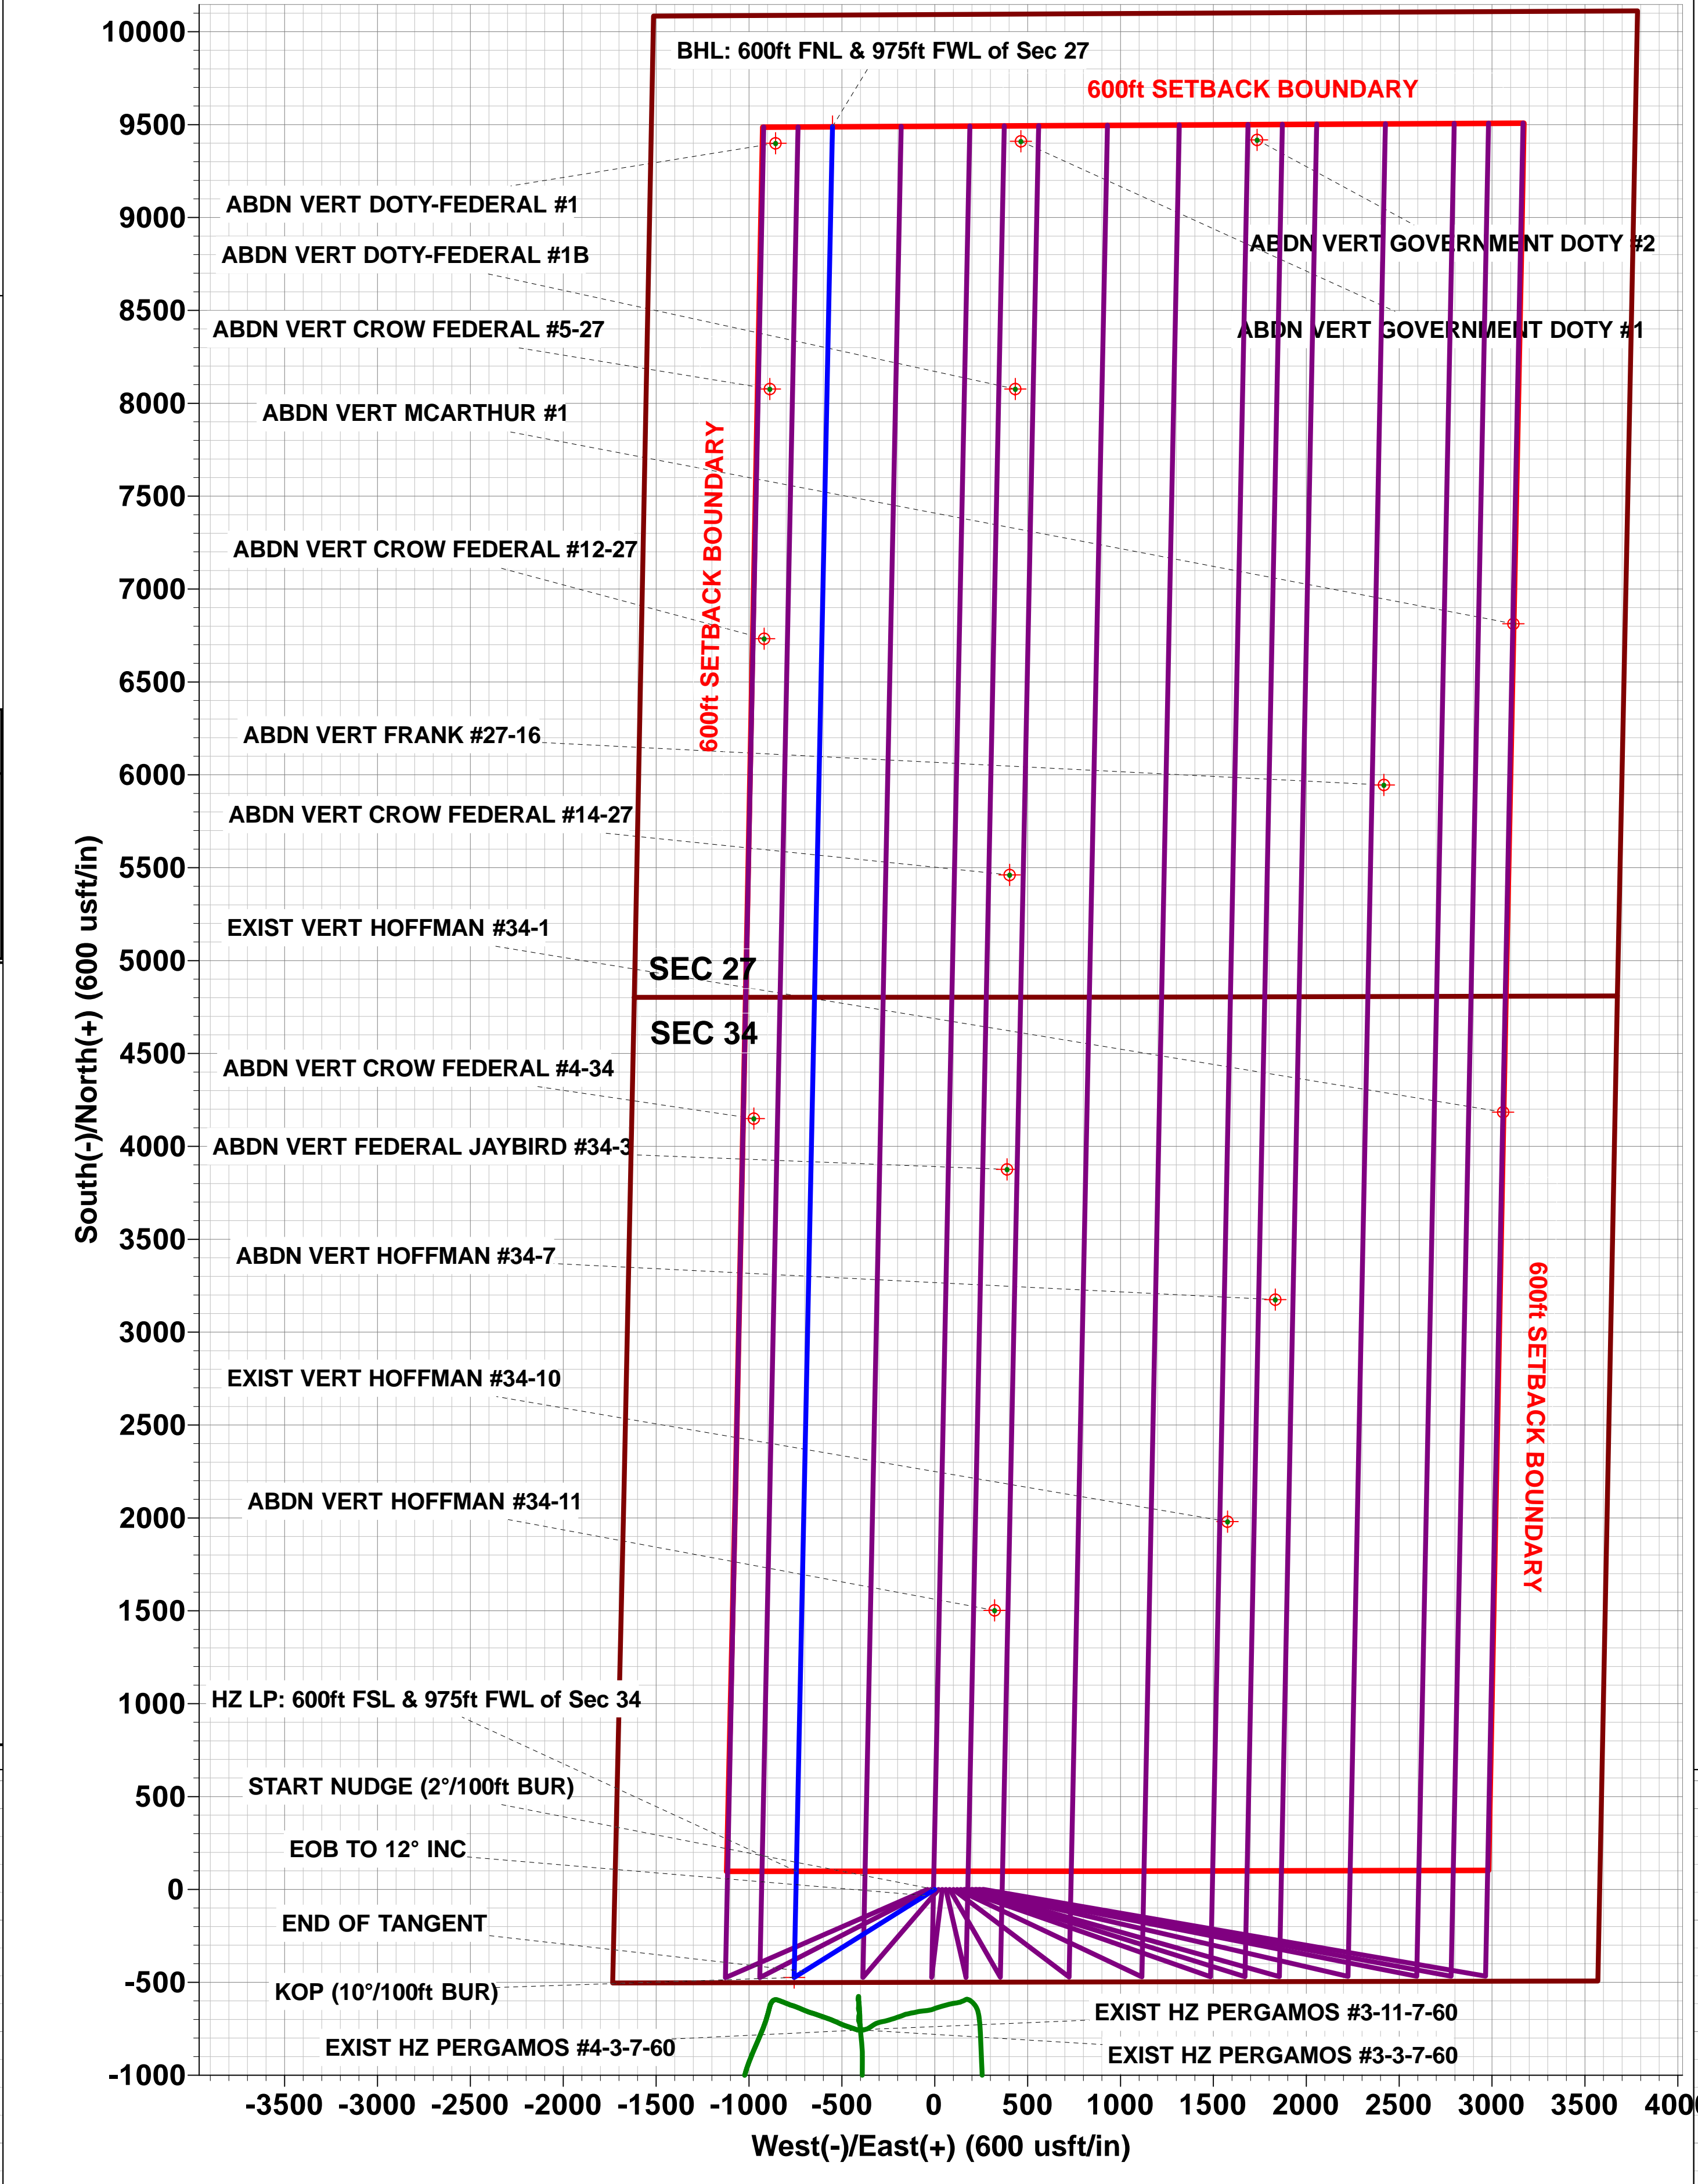 10000
BHL: 600ft FNL & 975ft FWL of Sec 27
600ft SETBACK BOUNDARY
9500
ABDN VERT DOTY-FEDERAL #1
9000
ABDN VERT GOVERNMENT DOTY #2
ABDN VERT DOTY-FEDERAL #1B
8500
ABDN VERT CROW FEDERAL #5-27
ABDN VERT GOVERNMENT DOTY #1
8000
ABDN VERT MCARTHUR #1
600ft SETBACK BOUNDARY
7500
ABDN VERT CROW FEDERAL #12-27
7000
6500
ABDN VERT FRANK #27-16
6000
ABDN VERT CROW FEDERAL #14-27
5500
EXIST VERT HOFFMAN #34-1
5000
SEC 27
SEC 34
4500
ABDN VERT CROW FEDERAL #4-34
4000
ABDN VERT FEDERAL JAYBIRD #34-3
South(-)/North(+) (600 usft/in)
3500
ABDN VERT HOFFMAN #34-7
600ft SETBACK BOUNDARY
3000
EXIST VERT HOFFMAN #34-10
2500
2000
ABDN VERT HOFFMAN #34-11
1500
1000
HZ LP: 600ft FSL & 975ft FWL of Sec 34
START NUDGE (2°/100ft BUR)
500
EOB TO 12° INC
0
END OF TANGENT
-500
KOP (10°/100ft BUR)
EXIST HZ PERGAMOS #3-11-7-60
EXIST HZ PERGAMOS #4-3-7-60
EXIST HZ PERGAMOS #3-3-7-60
-1000
-3500 -3000 -2500 -2000 -1500 -1000 -500 0 500 1000 1500 2000 2500 3000 3500
West(-)/East(+) (600 usft/in)